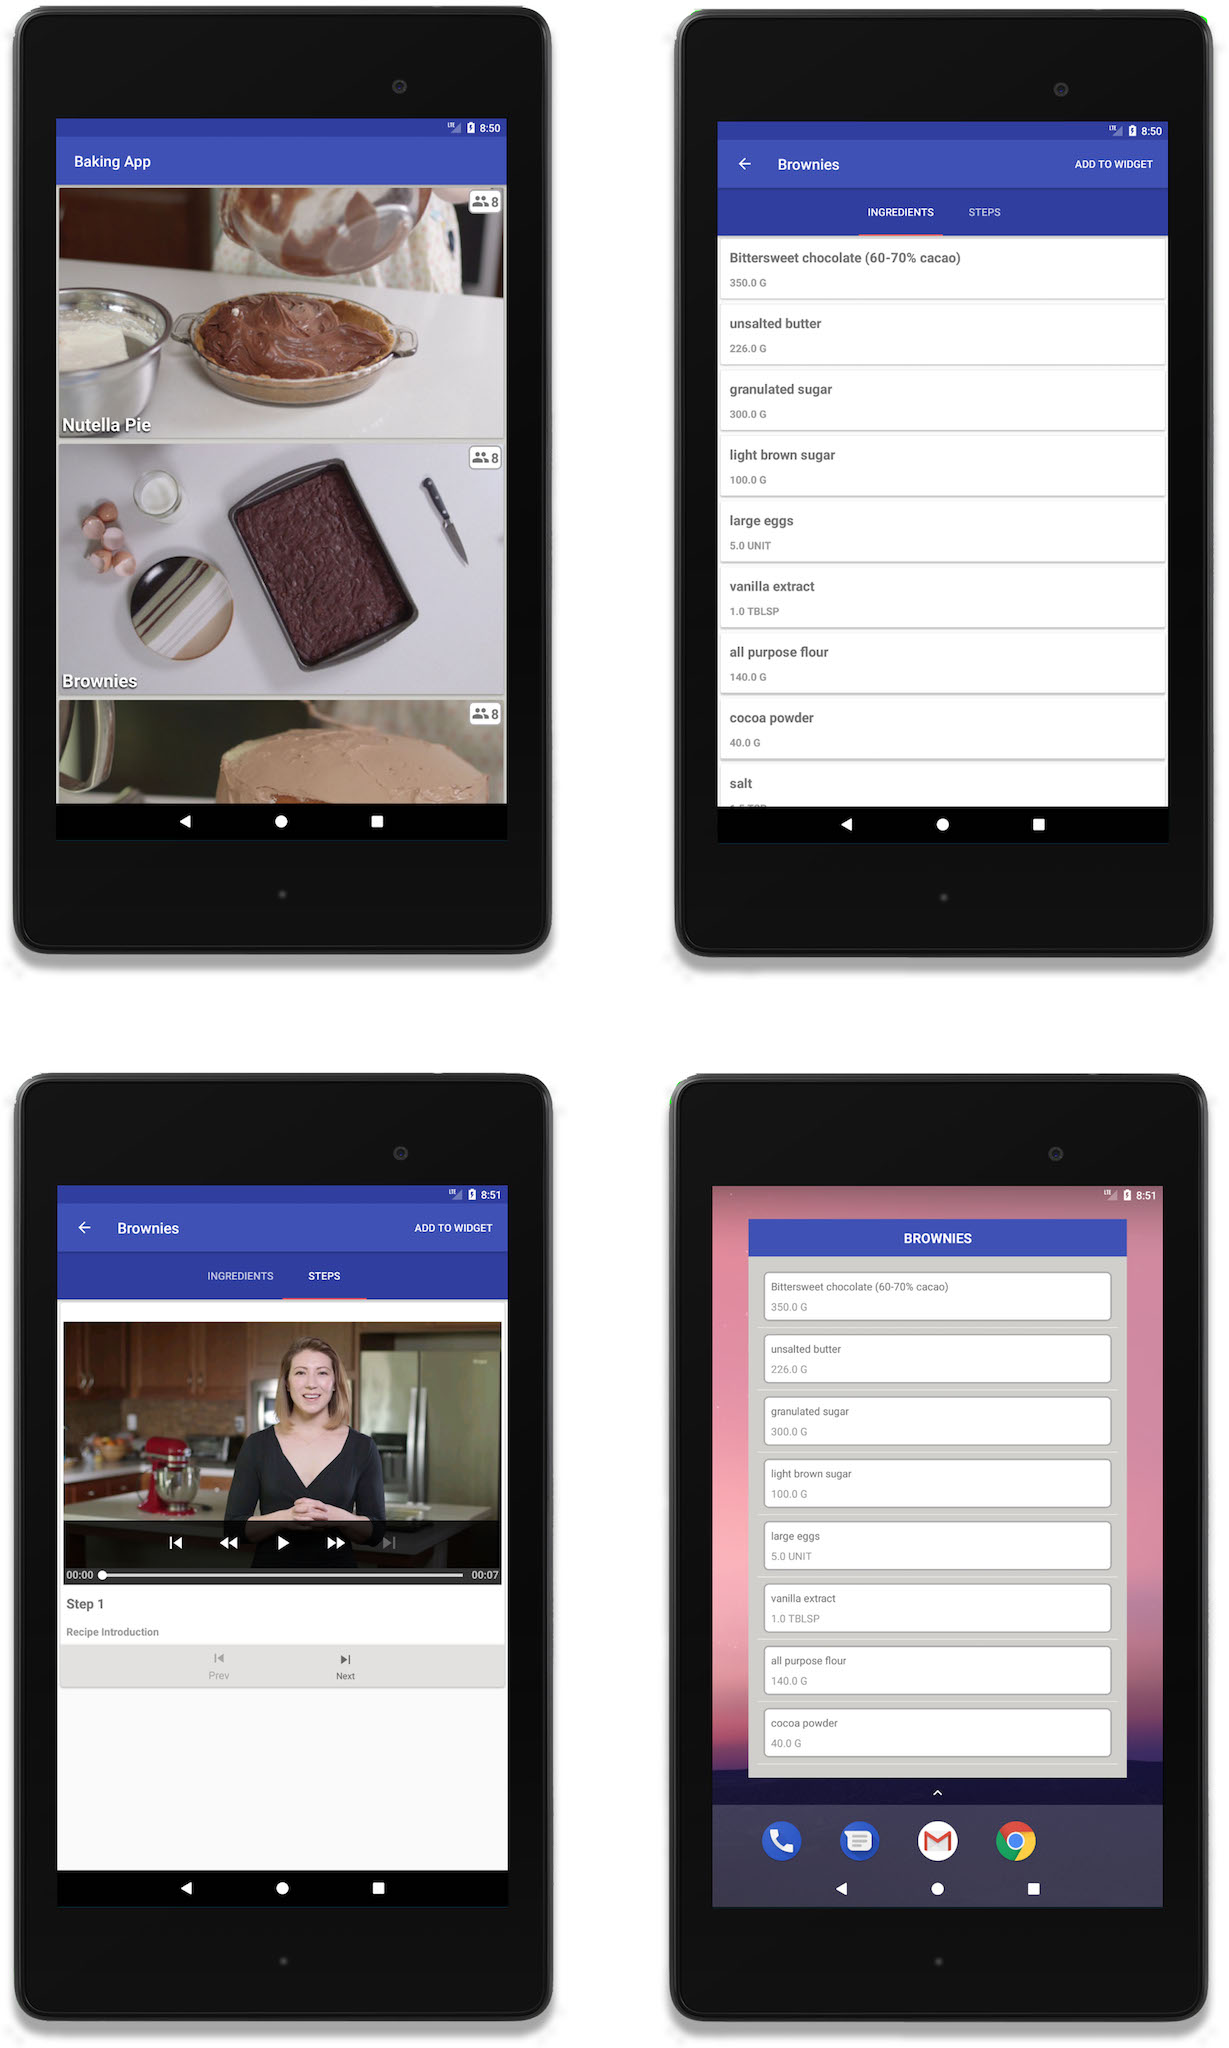 LTE 8:50
Baking App
8
Nutella Pie
8
Brownies
8
LTE 8:50
Brownies ADD TO WIDGET
INGREDIENTS STEPS
Bittersweet chocolate (60-70% cacao)
350.0 G
unsalted butter
226.0 G
granulated sugar
300.0 G
light brown sugar
100.0 G
large eggs
5.0 UNIT
vanilla extract
1.0 TBLSP
all purpose flour
140.0 G
cocoa powder
40.0 G
salt
LTE 8:51
Brownies ADD TO WIDGET
INGREDIENTS STEPS
00:00 00:07
Step 1
Recipe Introduction
Prev Next
LTE 8:51
BROWNIES
Bittersweet chocolate (60-70% cacao)
350.0 G
unsalted butter
226.0 G
granulated sugar
300.0 G
light brown sugar
100.0 G
large eggs
5.0 UNIT
vanilla extract
1.0 TBLSP
all purpose flour
140.0 G
cocoa powder
40.0 G